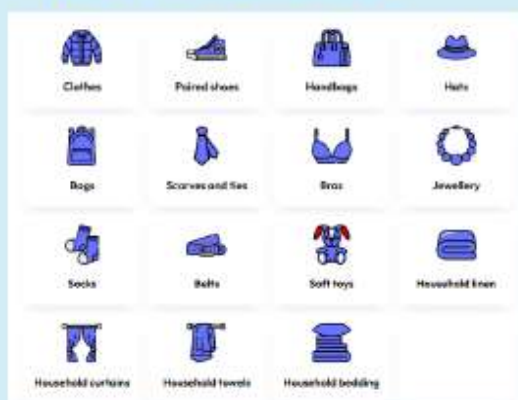 Clothes
Paired shoes
Handbags
Hats
Bags
Scarves and ties
Bras
Jewellery
Socks
Belts
Soft toys
Household linen
Household curtains
Household towels
Household bedding